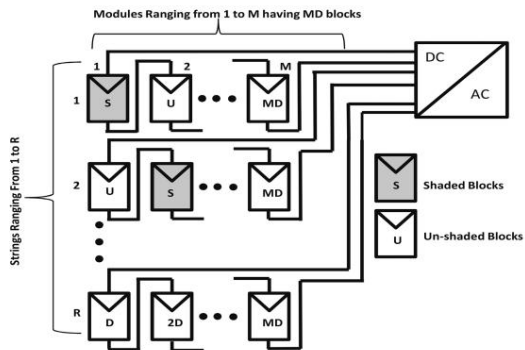 Modules Ranging from 1 to M having MD blocks
1 2 M
DC
AC
1 S U MD
2 U S MD
R D 2D MD
Strings Ranging From 1 to R
S Shaded Blocks
U Un-shaded Blocks